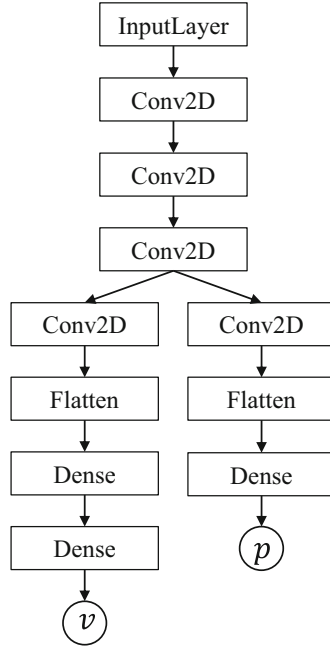 InputLayer
Conv2D
Conv2D
Conv2D
Conv2D
Conv2D
Flatten
Flatten
Dense
Dense
Dense
p
v